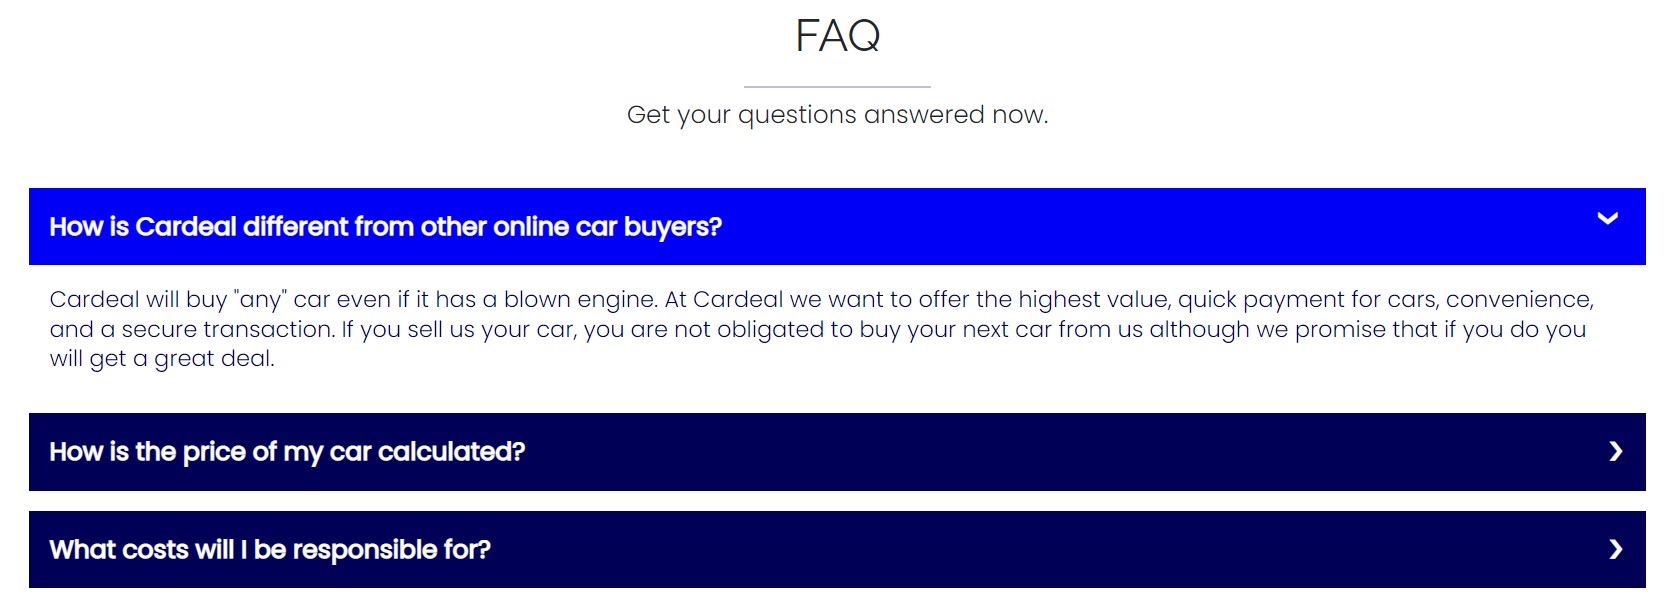 FAQ
Get your questions answered now.
How is Cardeal different from other online car buyers?
Cardeal will buy "any" car even if it has a blown engine. At Cardeal we want to offer the highest value, quick payment for cars, convenience,
and a secure transaction. If you sell us your car, you are not obligated to buy your next car from us although we promise that if you do you
will get a great deal.
How is the price of my car calculated?
What costs will I be responsible for?